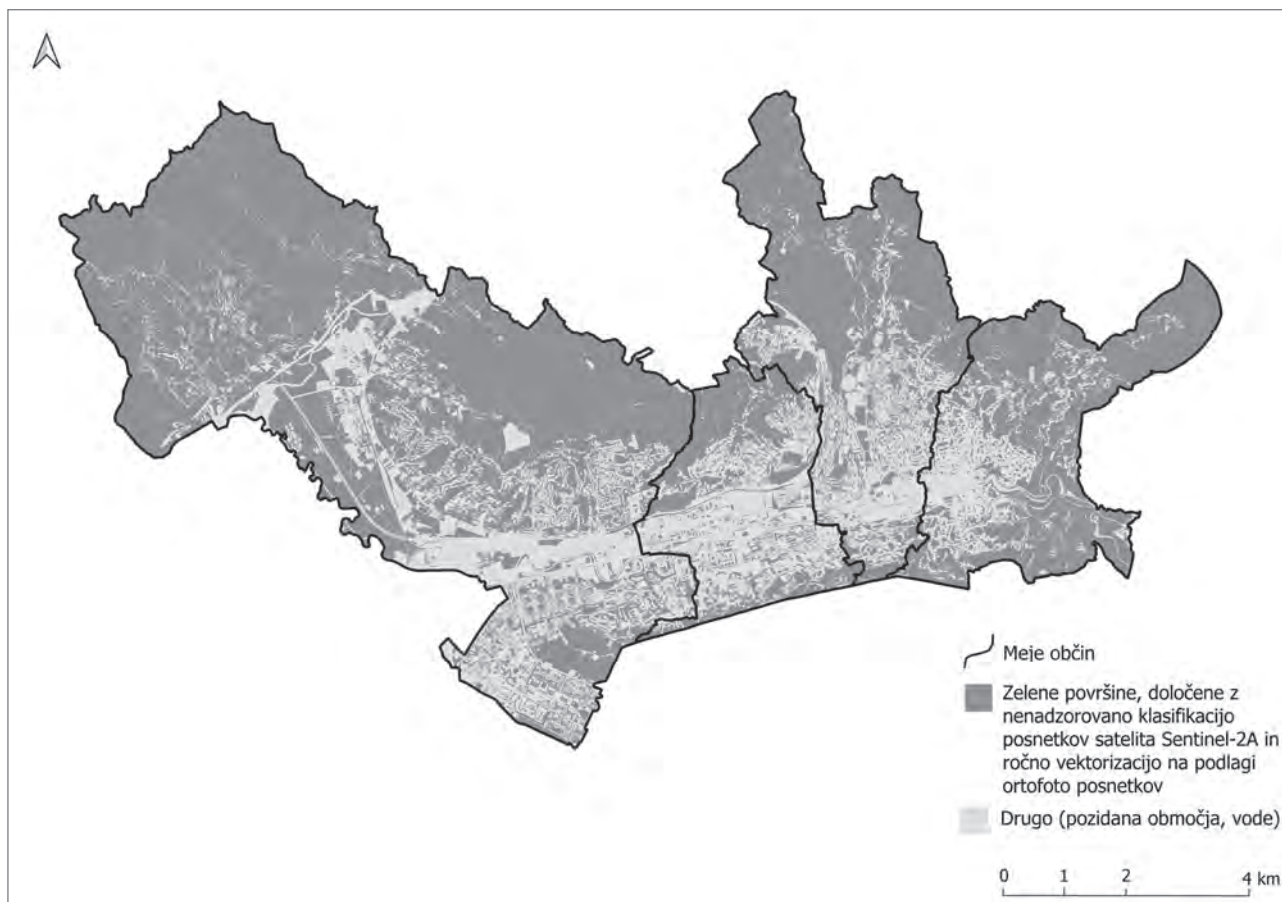 Meje občin
Zelene površine, določene z
nenadzorovano klasifikacijo
posnetkov satelita Sentinel-2A in
ročno vektorizacijo na podlagi
ortofoto posnetkov
Drugo (pozidana območja, vode)
0 1 2 4 km